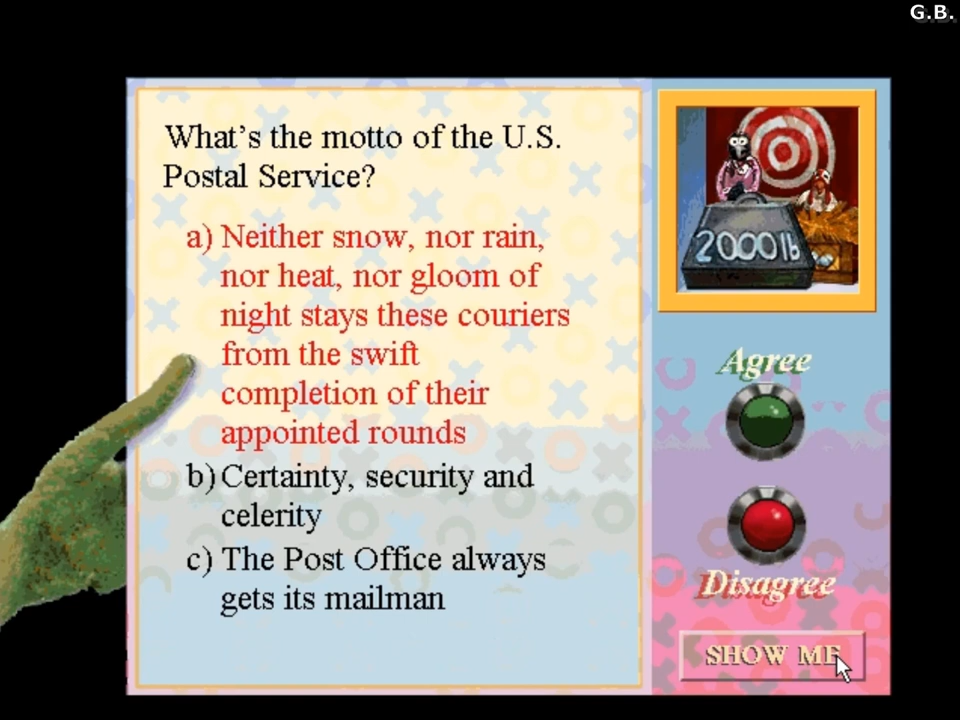 G.B.
What's the motto of the U.S.
Postal Service?
a) Neither snow, nor rain,
nor heat, nor gloom of
night stays these couriers
from the swift
completion of their
appointed rounds
b) Certainty, security and
celerity
c) The Post Office always
gets its mailman
2000 lb
Agree
Disagree
SHOW ME